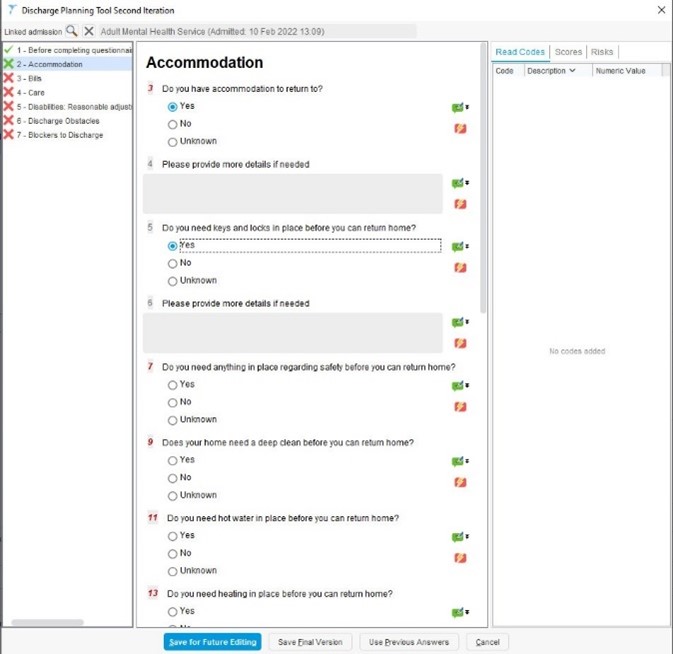 Discharge Planning Tool Second Iteration
Linked admission Adult Mental Health Service (Admitted: 10 Feb 2022 13.09)
1 - Before completing questionnai
2 - Accommodation
3 - Bills
4 - Care
5 - Disabilities: Reasonable adjust
6 - Discharge Obstacles
7 - Blockers to Discharge
Accommodation
3 Do you have accommodation to return to?
Yes
No
Unknown
4 Please provide more details if needed
5 Do you need keys and locks in place before you can return home?
Yes
No
Unknown
6 Please provide more details if needed
7 Do you need anything in place regarding safety before you can return home?
Yes
No
Unknown
9 Does your home need a deep clean before you can return home?
Yes
No
Unknown
11 Do you need hot water in place before you can return home?
Yes
No
Unknown
13 Do you need heating in place before you can return home?
Yes
Read Codes Scores Risks
Code Description Numeric Value
No codes added
Save for Future Editing Save Final Version Use Previous Answers Cancel